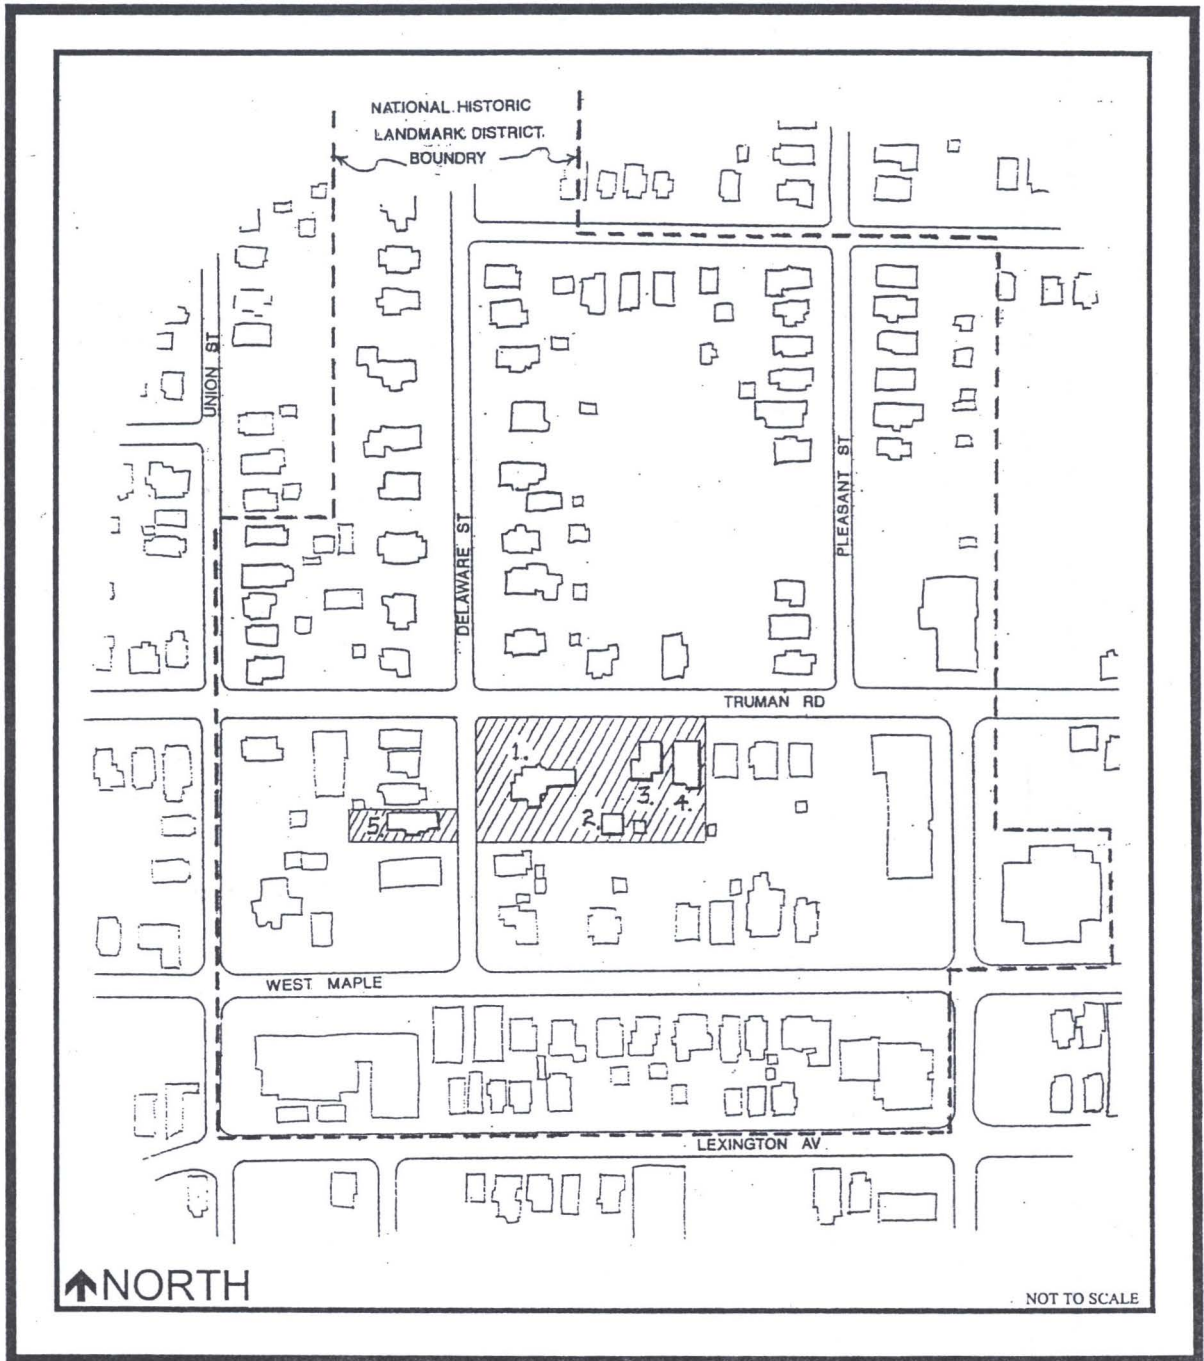 NATIONAL HISTORIC
LANDMARK DISTRICT
BOUNDRY
UNION ST
DELAWARE ST
PLEASANT ST
TRUMAN RD
1.
2.
3.
4.
5.
WEST MAPLE
LEXINGTON AV
NORTH
NOT TO SCALE